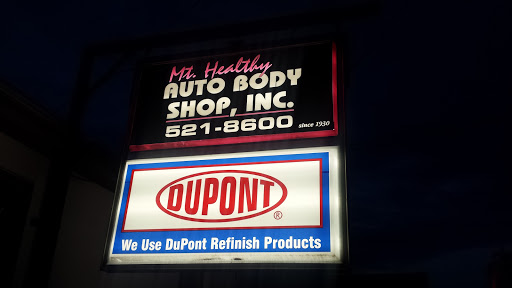 Mt. Healthy
AUTO BODY
SHOP, INC.
521-8600 since 1930
DUPONT ®
We Use DuPont Refinish Products